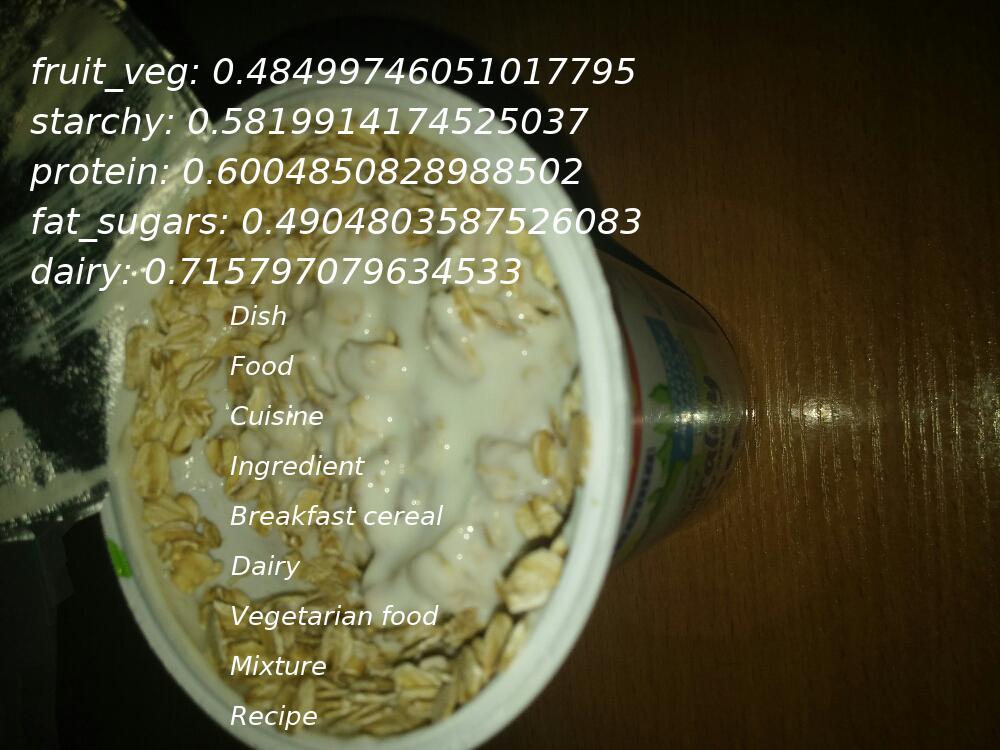 fruit_veg: 0.48499746051017795
starchy: 0.5819914174525037
protein: 0.6004850828988502
fat_sugars: 0.4904803587526083
dairy: 0.715797079634533
Dish
Food
Cuisine
Ingredient
Breakfast cereal
Dairy
Vegetarian food
Mixture
Recipe